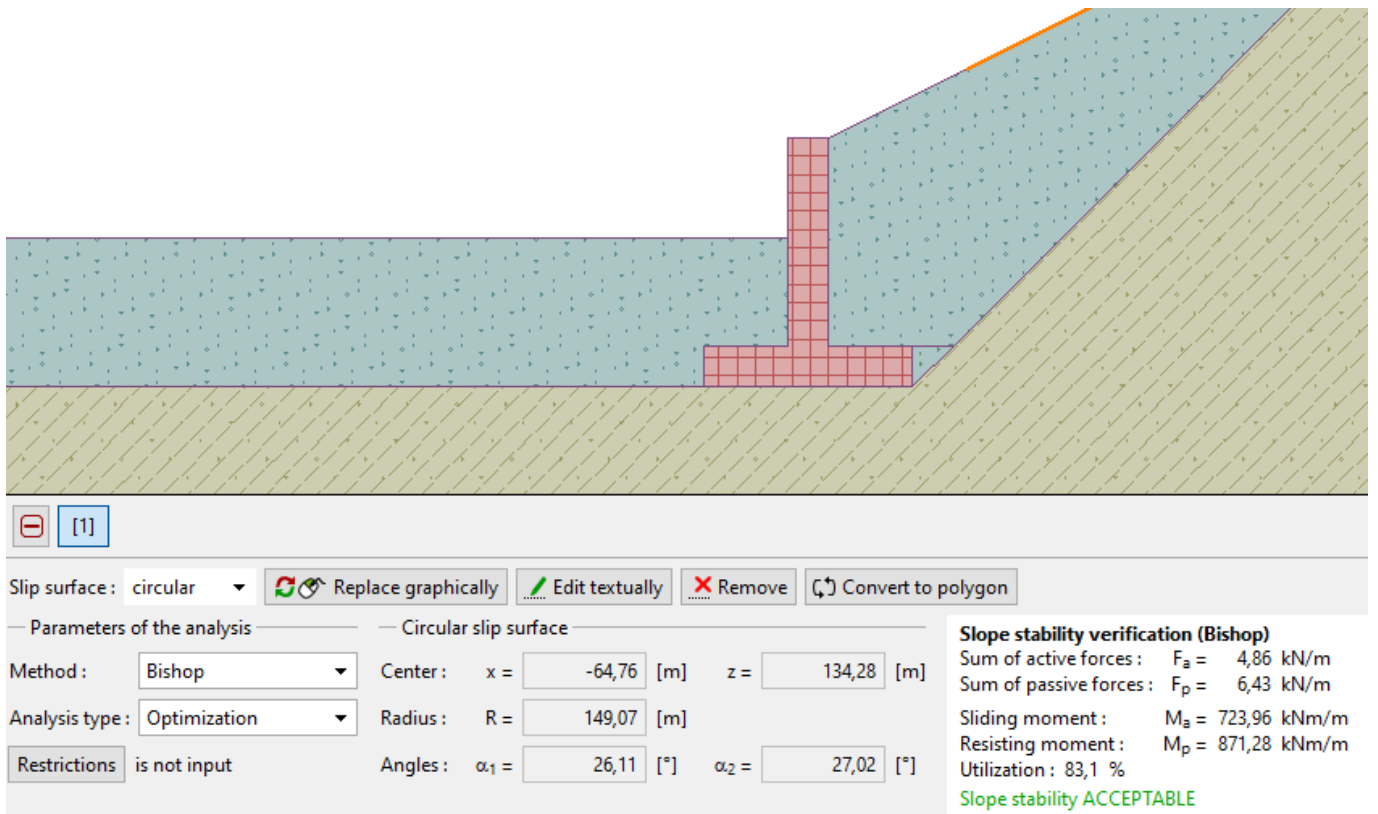 [1]
Slip surface : circular Replace graphically Edit textually Remove Convert to polygon
Parameters of the analysis Circular slip surface
Method : Bishop Center : x = -64,76 [m] z = 134,28 [m]
Analysis type : Optimization Radius : R = 149,07 [m]
Restrictions is not input Angles : α₁ = 26,11 [°] α₂ = 27,02 [°]
Slope stability verification (Bishop)
Sum of active forces : Fₐ = 4,86 kN/m
Sum of passive forces : Fₚ = 6,43 kN/m
Sliding moment : Mₐ = 723,96 kNm/m
Resisting moment : Mₚ = 871,28 kNm/m
Utilization : 83,1 %
Slope stability ACCEPTABLE